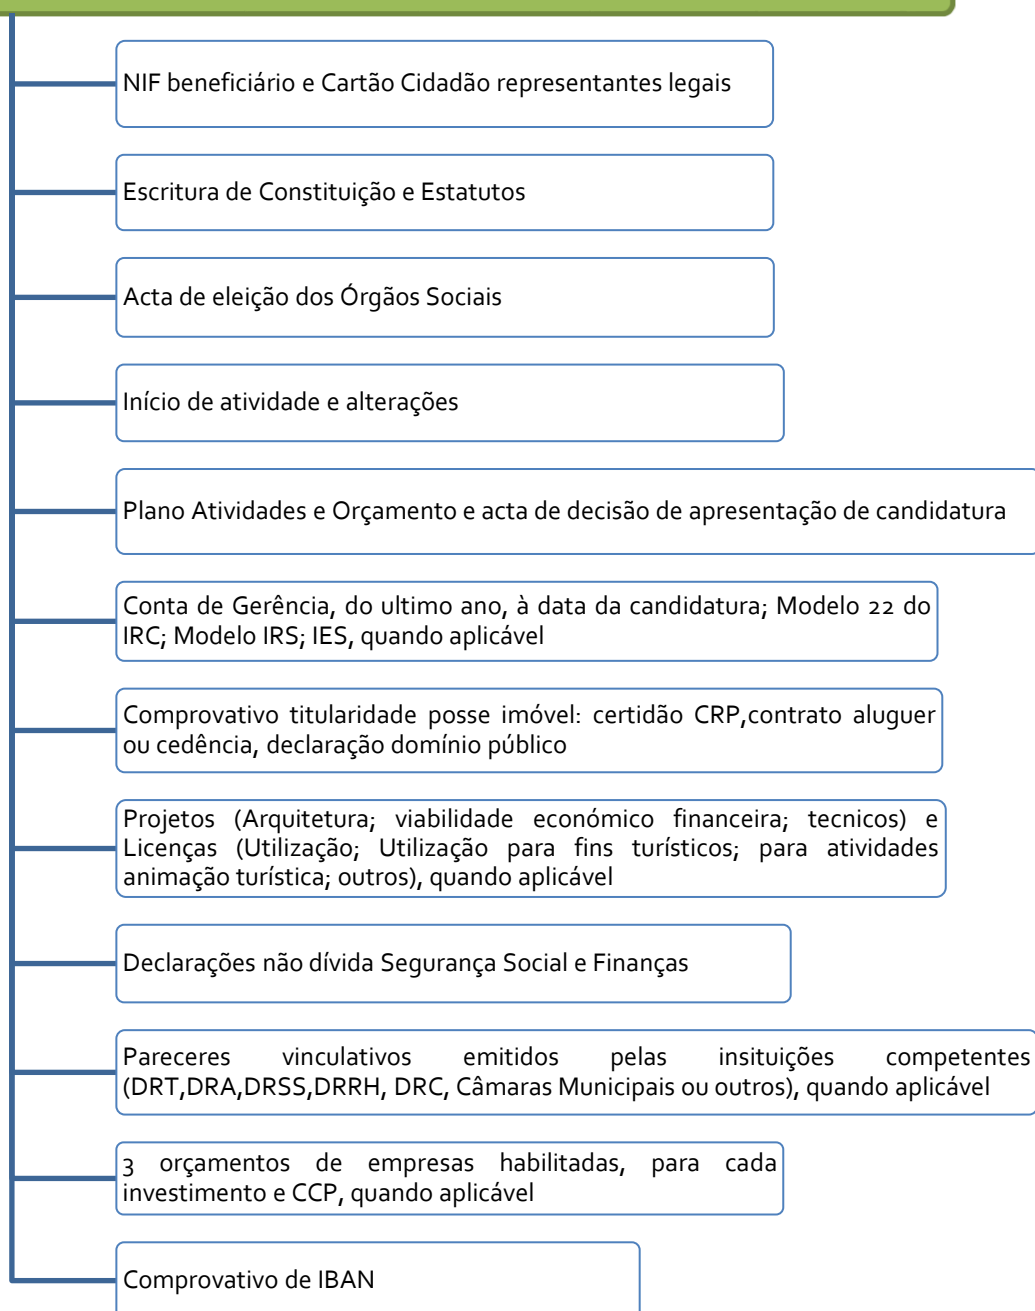 NIF beneficiário e Cartão Cidadão representantes legais
Escritura de Constituição e Estatutos
Acta de eleição dos Órgãos Sociais
Início de atividade e alterações
Plano Atividades e Orçamento e acta de decisão de apresentação de candidatura
Conta de Gerência, do ultimo ano, à data da candidatura; Modelo 22 do
IRC; Modelo IRS; IES, quando aplicável
Comprovativo titularidade posse imóvel: certidão CRP,contrato aluguer
ou cedência, declaração domínio público
Projetos (Arquitetura; viabilidade económico financeira; tecnicos) e
Licenças (Utilização; Utilização para fins turísticos; para atividades
animação turística; outros), quando aplicável
Declarações não dívida Segurança Social e Finanças
Pareceres vinculativos emitidos pelas insituições competentes
(DRT,DRA,DRSS,DRRH, DRC, Câmaras Municipais ou outros), quando aplicável
3 orçamentos de empresas habilitadas, para cada
investimento e CCP, quando aplicável
Comprovativo de IBAN